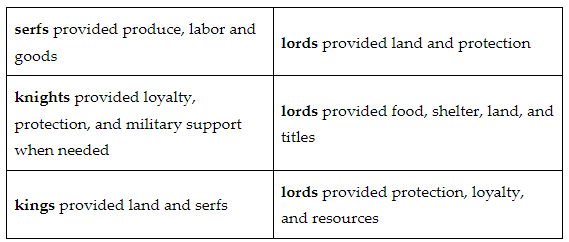 serfs provided produce, labor and
goods
lords provided land and protection
knights provided loyalty,
protection, and military support
when needed
lords provided food, shelter, land, and
titles
kings provided land and serfs
lords provided protection, loyalty,
and resources